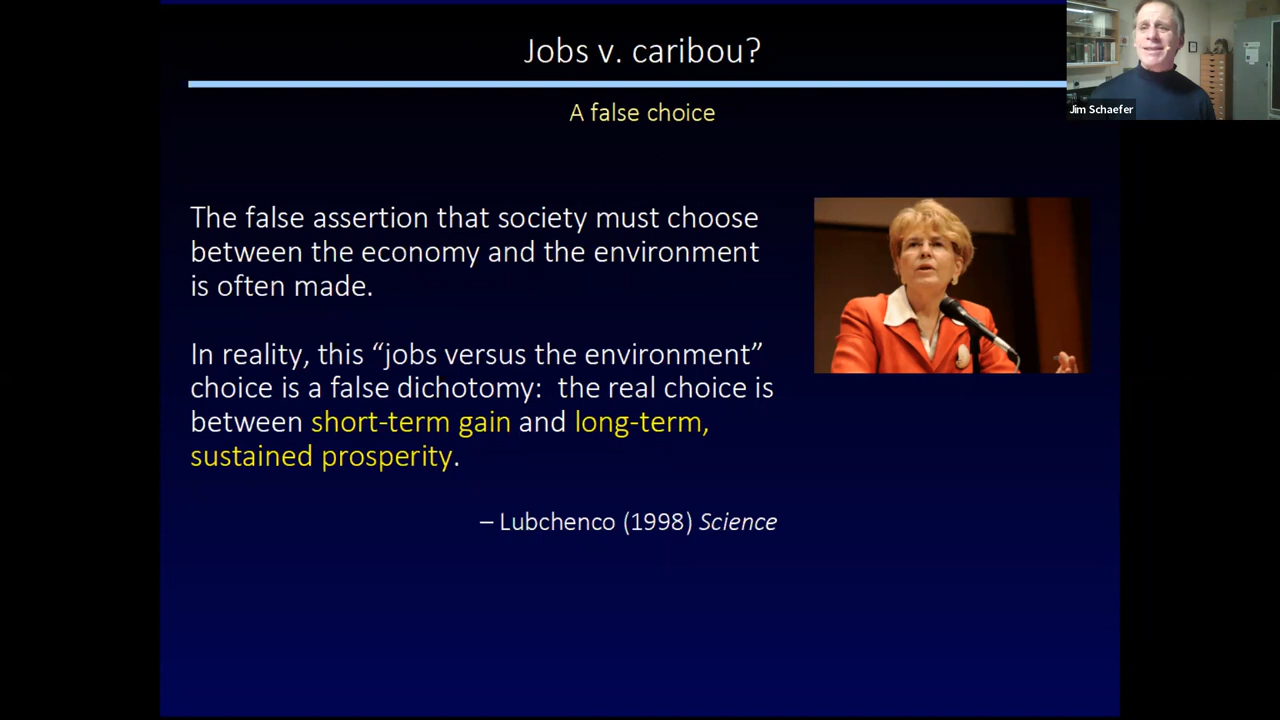 Jobs v. caribou?
Jim Schaefer
A false choice
The false assertion that society must choose
between the economy and the environment
is often made.
In reality, this “jobs versus the environment”
choice is a false dichotomy:  the real choice is
between short-term gain and long-term,
sustained prosperity.
– Lubchenco (1998) Science